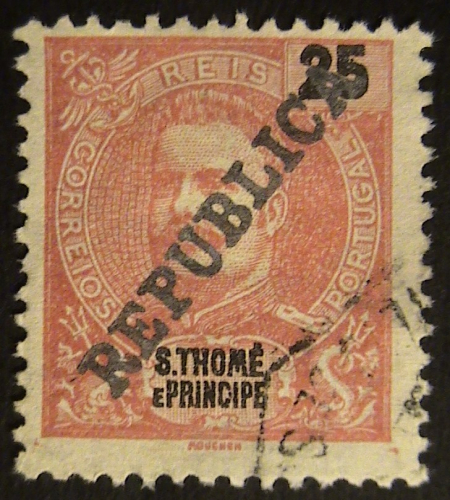 REIS
25
CORREIOS
PORTUGAL
REPUBLICA
S.THOMÉ
E PRINCIPE
MOUCHON